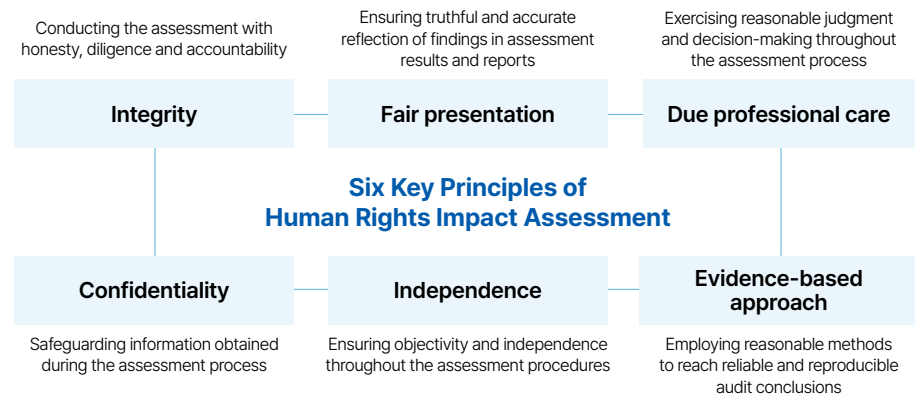 Conducting the assessment with
honesty, diligence and accountability
Ensuring truthful and accurate
reflection of findings in assessment
results and reports
Exercising reasonable judgment
and decision-making throughout
the assessment process
Integrity
Fair presentation
Due professional care
Six Key Principles of
Human Rights Impact Assessment
Confidentiality
Independence
Evidence-based
approach
Safeguarding information obtained
during the assessment process
Ensuring objectivity and independence
throughout the assessment procedures
Employing reasonable methods
to reach reliable and reproducible
audit conclusions